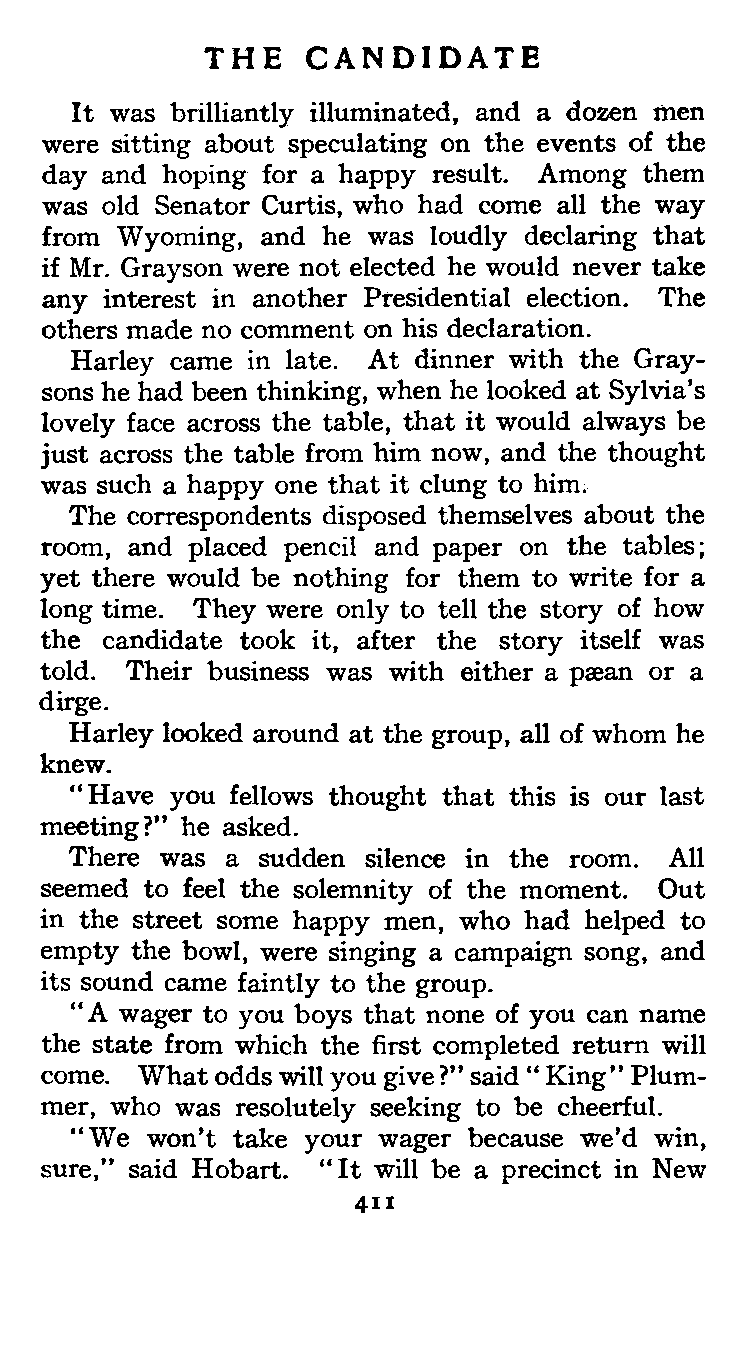 THE CANDIDATE
It was brilliantly illuminated, and a dozen men
were sitting about speculating on the events of the
day and hoping for a happy result. Among them
was old Senator Curtis, who had come all the way
from Wyoming, and he was loudly declaring that
if Mr. Grayson were not elected he would never take
any interest in another Presidential election. The
others made no comment on his declaration.
Harley came in late. At dinner with the Gray-
sons he had been thinking, when he looked at Sylvia's
lovely face across the table, that it would always be
just across the table from him now, and the thought
was such a happy one that it clung to him.
The correspondents disposed themselves about the
room, and placed pencil and paper on the tables;
yet there would be nothing for them to write for a
long time. They were only to tell the story of how
the candidate took it, after the story itself was
told. Their business was with either a pæan or a
dirge.
Harley looked around at the group, all of whom he
knew.
"Have you fellows thought that this is our last
meeting?" he asked.
There was a sudden silence in the room. All
seemed to feel the solemnity of the moment. Out
in the street some happy men, who had helped to
empty the bowl, were singing a campaign song, and
its sound came faintly to the group.
"A wager to you boys that none of you can name
the state from which the first completed return will
come. What odds will you give?" said "King" Plum-
mer, who was resolutely seeking to be cheerful.
"We won't take your wager because we'd win,
sure," said Hobart. "It will be a precinct in New
411